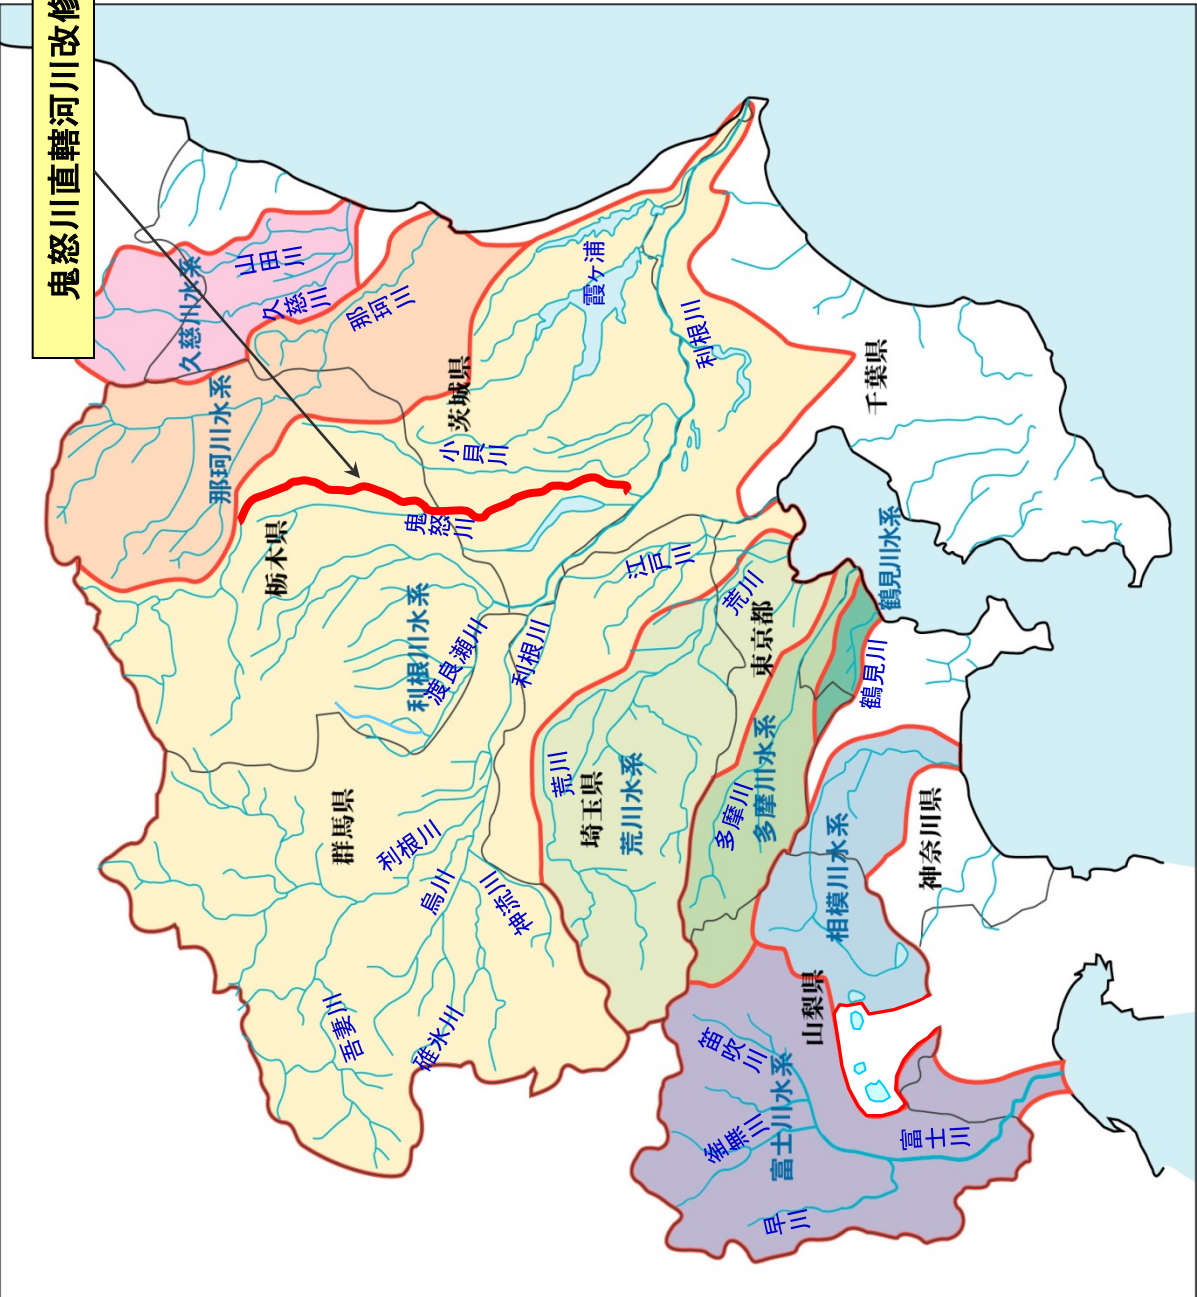 鬼怒川直轄河川改修
久慈川水系
山田川
久慈川
那珂川
那珂川水系
茨城県
霞ヶ浦
利根川
千葉県
小貝川
鬼怒川
栃木県
利根川水系
渡良瀬川
利根川
江戸川
荒川
東京都
鶴見川水系
鶴見川
群馬県
利根川
烏川
神流川
吾妻川
碓氷川
荒川
埼玉県
荒川水系
多摩川
多摩川水系
相模川水系
神奈川県
山梨県
笛吹川
富士川水系
釜無川
富士川
早川